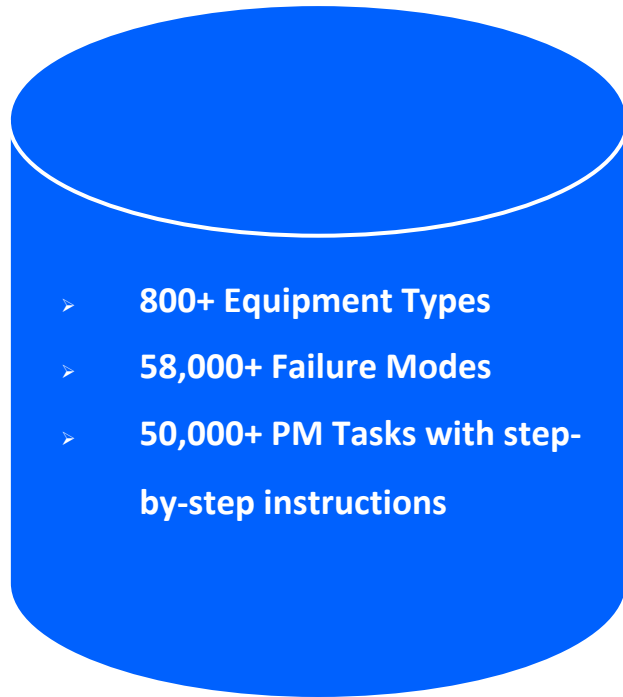 ➢ 800+ Equipment Types
➢ 58,000+ Failure Modes
➢ 50,000+ PM Tasks with step-
by-step instructions